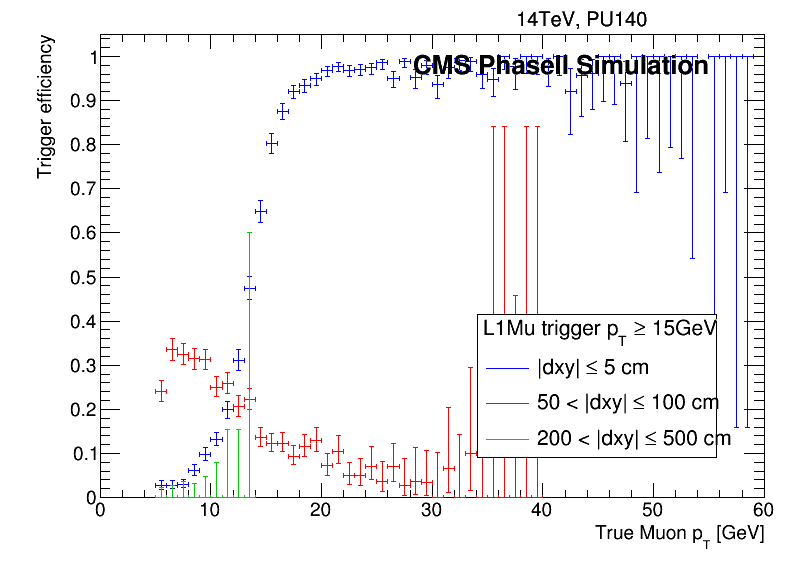 14TeV, PU140
CMS PhaseII Simulation
Trigger efficiency
1
0.9
0.8
0.7
0.6
0.5
0.4
0.3
0.2
0.1
0
L1Mu trigger pT ≥ 15GeV
|dxy| ≤ 5 cm
50 < |dxy| ≤ 100 cm
200 < |dxy| ≤ 500 cm
0 10 20 30 40 50 60
True Muon pT [GeV]